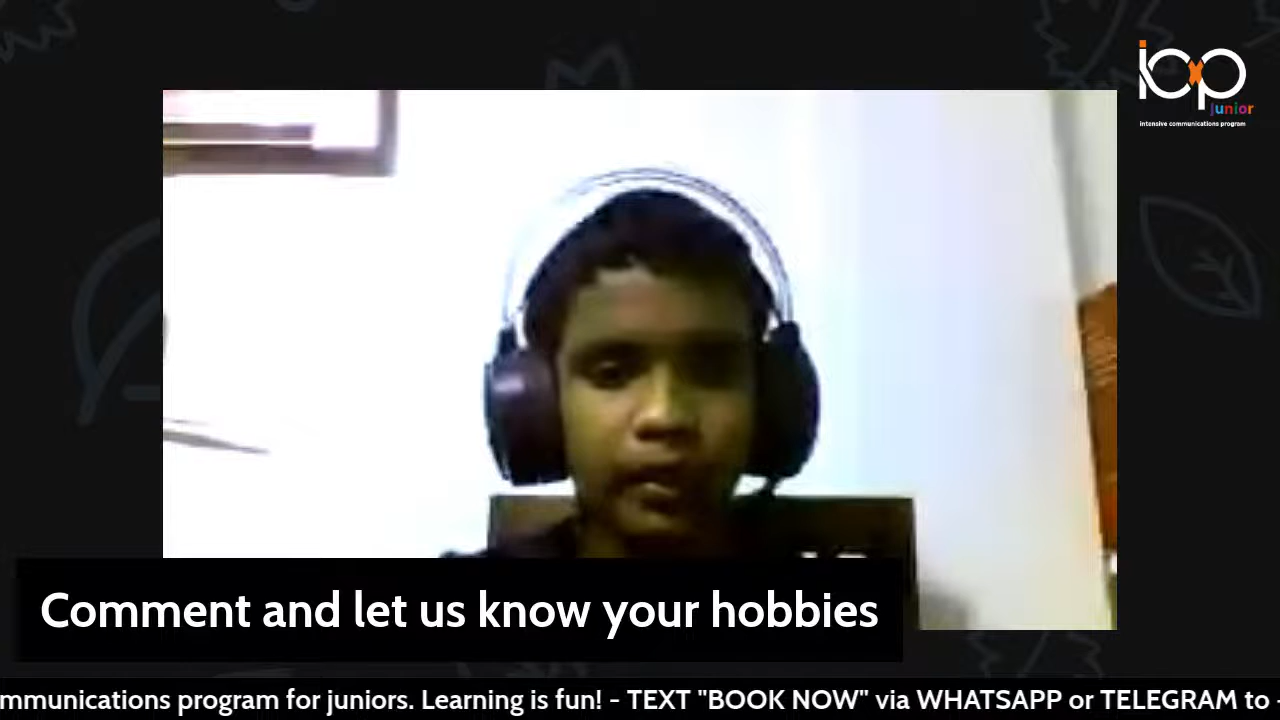 icxp
junior
intensive communications program
Comment and let us know your hobbies
mmunications program for juniors. Learning is fun! - TEXT "BOOK NOW" via WHATSAPP or TELEGRAM to